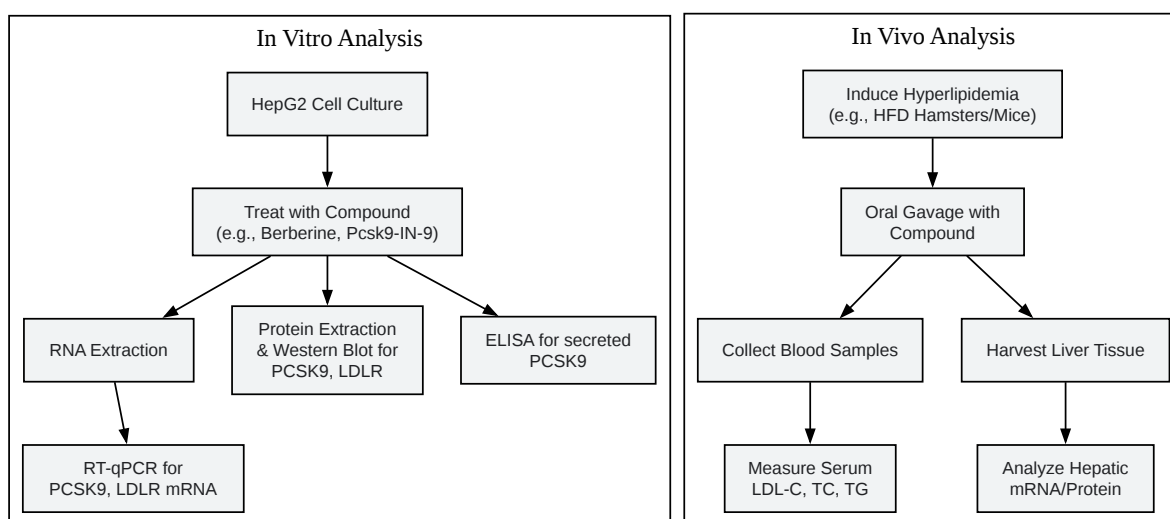 In Vitro Analysis
HepG2 Cell Culture
Treat with Compound
(e.g., Berberine, Pcsk9-IN-9)
RNA Extraction
Protein Extraction
& Western Blot for
PCSK9, LDLR
ELISA for secreted
PCSK9
RT-qPCR for
PCSK9, LDLR mRNA
In Vivo Analysis
Induce Hyperlipidemia
(e.g., HFD Hamsters/Mice)
Oral Gavage with
Compound
Collect Blood Samples
Harvest Liver Tissue
Measure Serum
LDL-C, TC, TG
Analyze Hepatic
mRNA/Protein